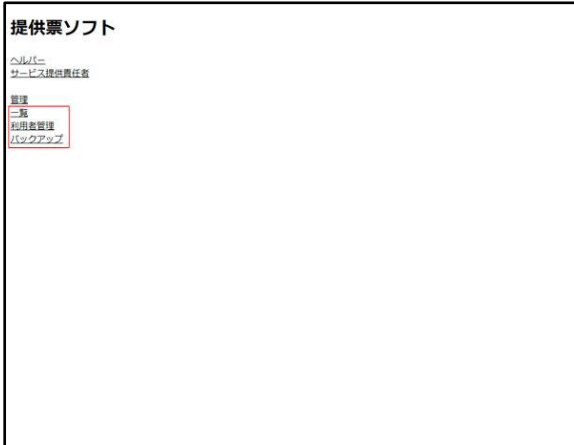 提供票ソフト
ヘルパー
サービス提供責任者
管理
一覧
利用者管理
バックアップ